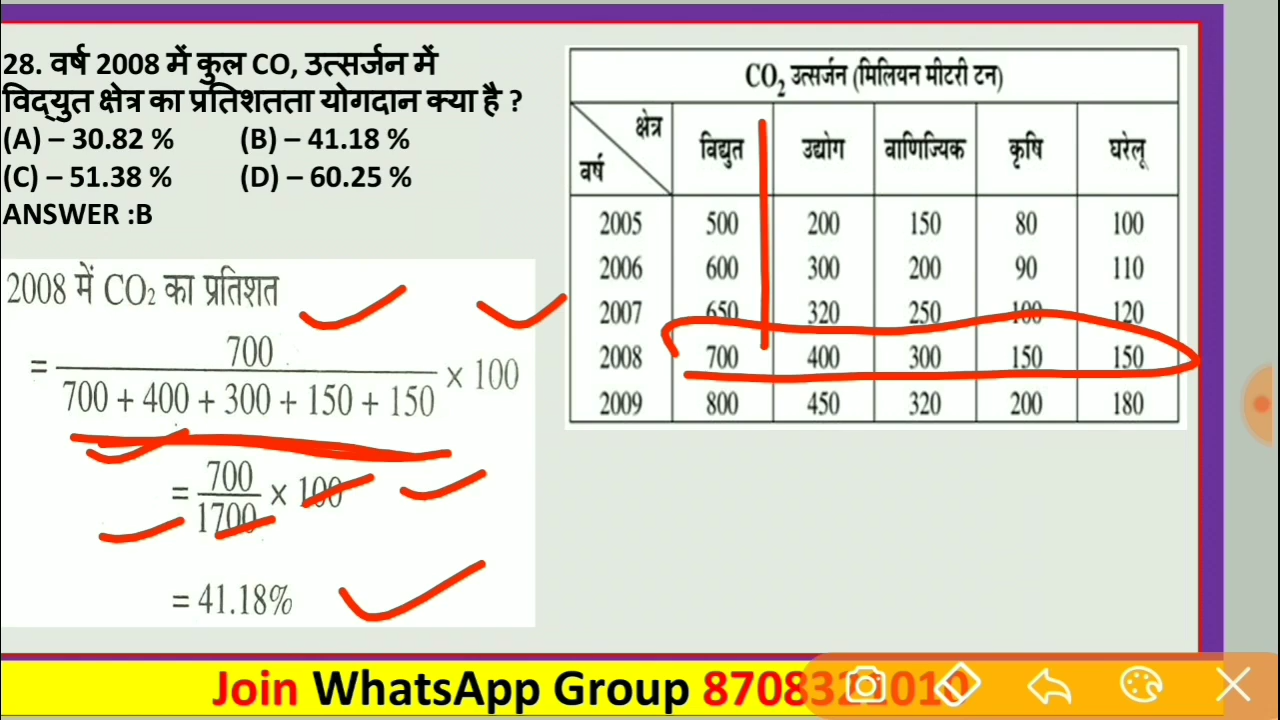 28. वर्ष 2008 में कुल CO, उत्सर्जन में
विद्युत क्षेत्र का प्रतिशतता योगदान क्या है ?
(A) – 30.82 % (B) – 41.18 %
(C) – 51.38 % (D) – 60.25 %
ANSWER :B
2008 में CO₂ का प्रतिशत
= 700 / 700 + 400 + 300 + 150 + 150 × 100
= 700 / 1700 × 100
= 41.18%
CO₂ उत्सर्जन (मिलियन मीटरी टन)
क्षेत्र वर्ष विद्युत उद्योग वाणिज्यिक कृषि घरेलू
2005 500 200 150 80 100
2006 600 300 200 90 110
2007 650 320 250 100 120
2008 700 400 300 150 150
2009 800 450 320 200 180
Join WhatsApp Group